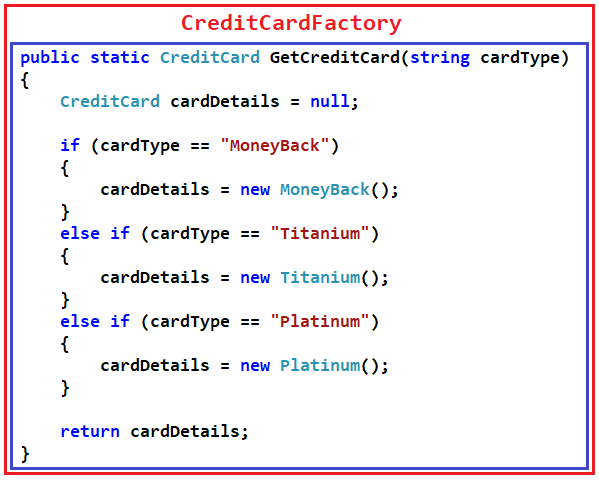 CreditCardFactory
public static CreditCard GetCreditCard(string cardType)
{
    CreditCard cardDetails = null;

    if (cardType == "MoneyBack")
    {
        cardDetails = new MoneyBack();
    }
    else if (cardType == "Titanium")
    {
        cardDetails = new Titanium();
    }
    else if (cardType == "Platinum")
    {
        cardDetails = new Platinum();
    }

    return cardDetails;
}